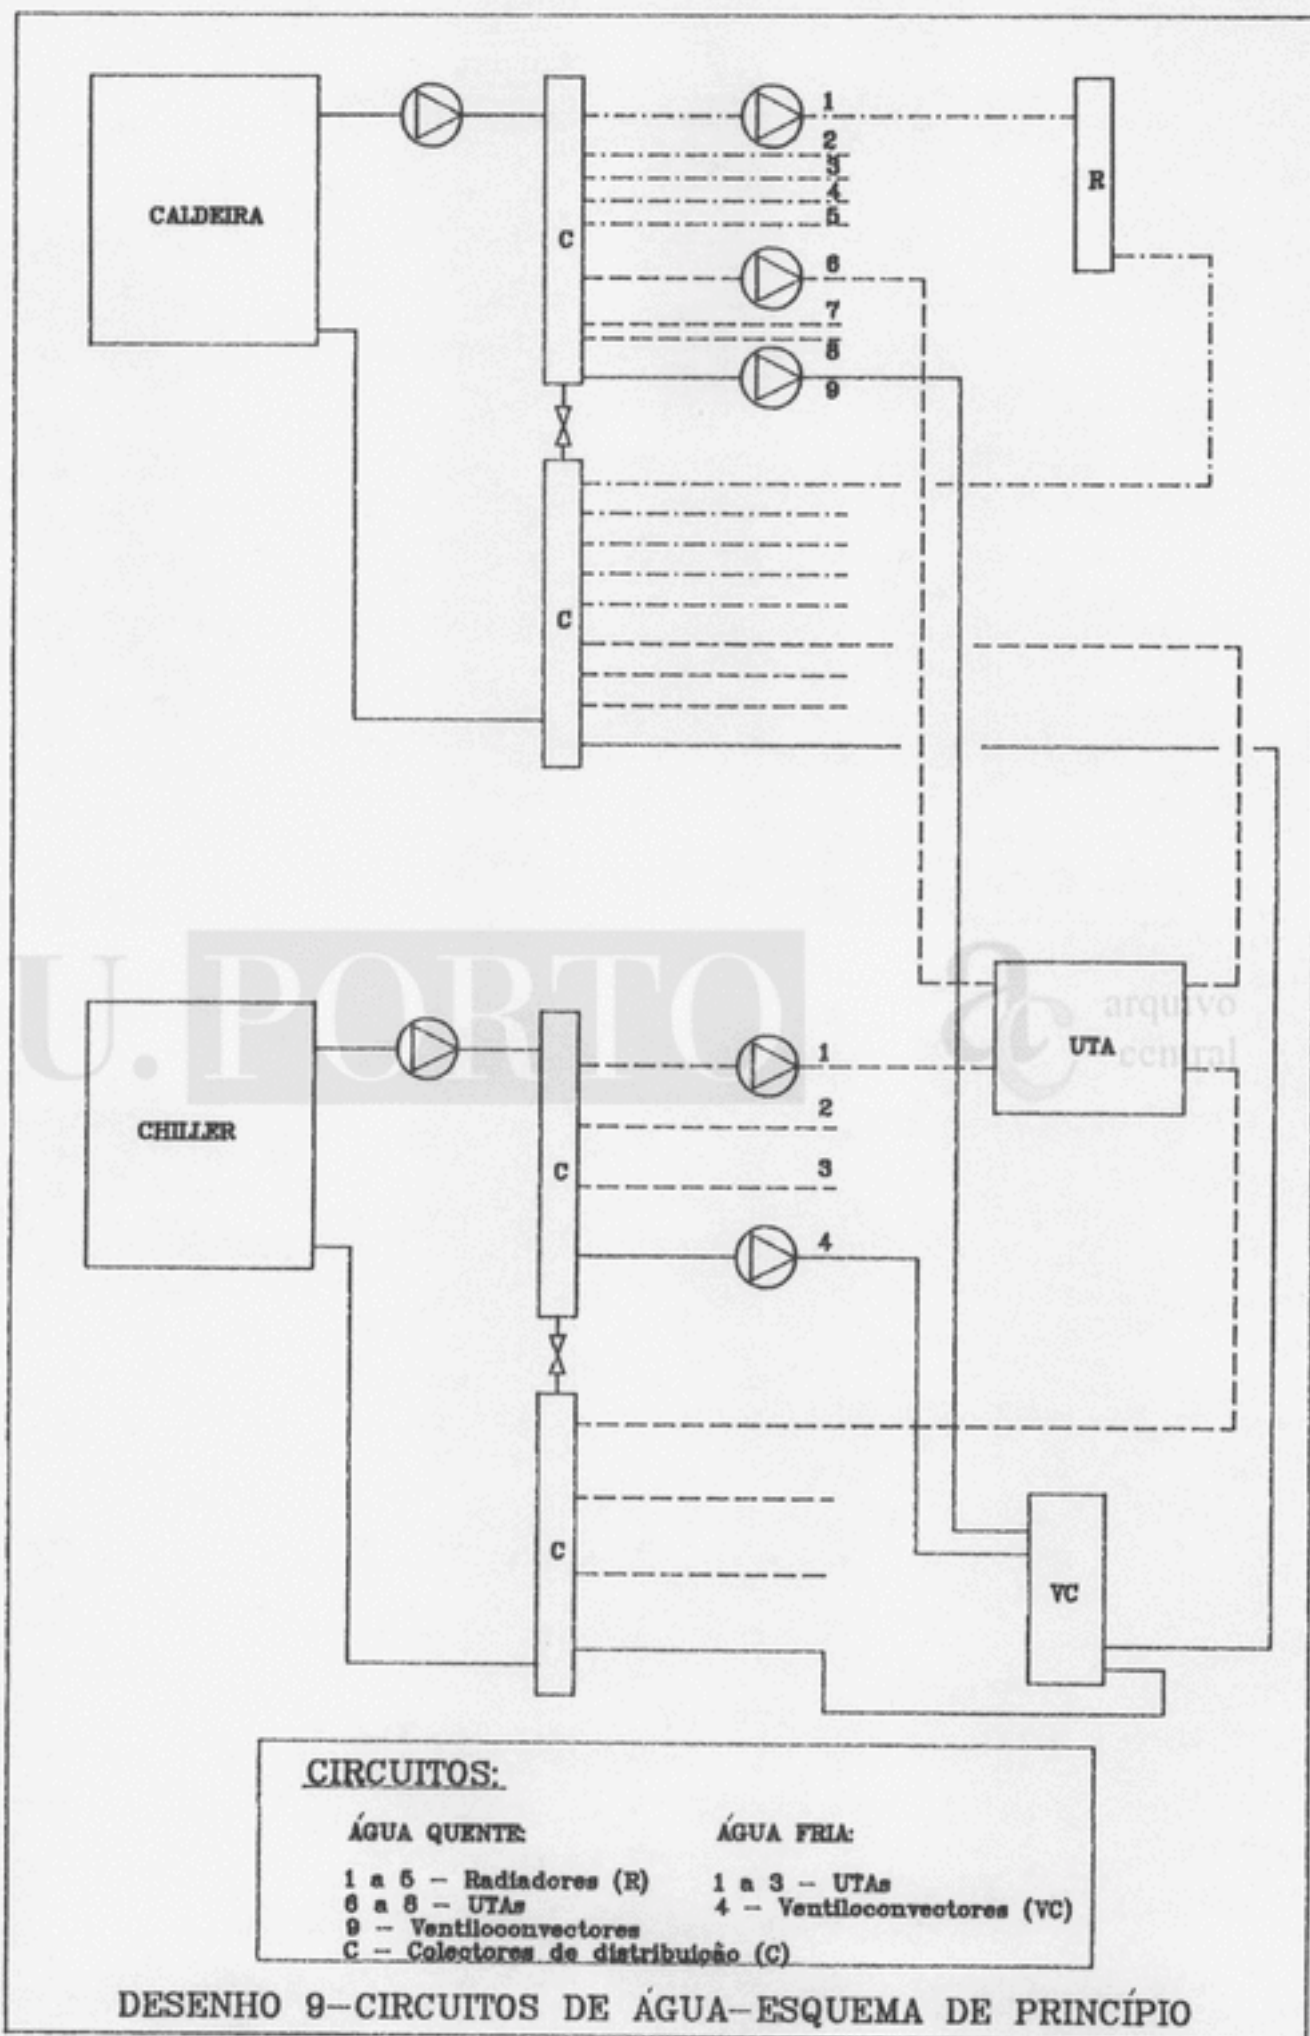 1
2
3
4
5
6
7
8
9
CALDEIRA
R
C
C
U. PORTO
ac arquivo
central
UTA
1
2
3
4
CHILLER
C
C
VC
CIRCUITOS:
ÁGUA QUENTE: ÁGUA FRIA:
1 a 5 - Radiadores (R) 1 a 3 - UTAs
6 a 8 - UTAs 4 - Ventiloconvectores (VC)
9 - Ventiloconvectores
C - Colectores de distribuição (C)
DESENHO 9-CIRCUITOS DE ÁGUA-ESQUEMA DE PRINCÍPIO